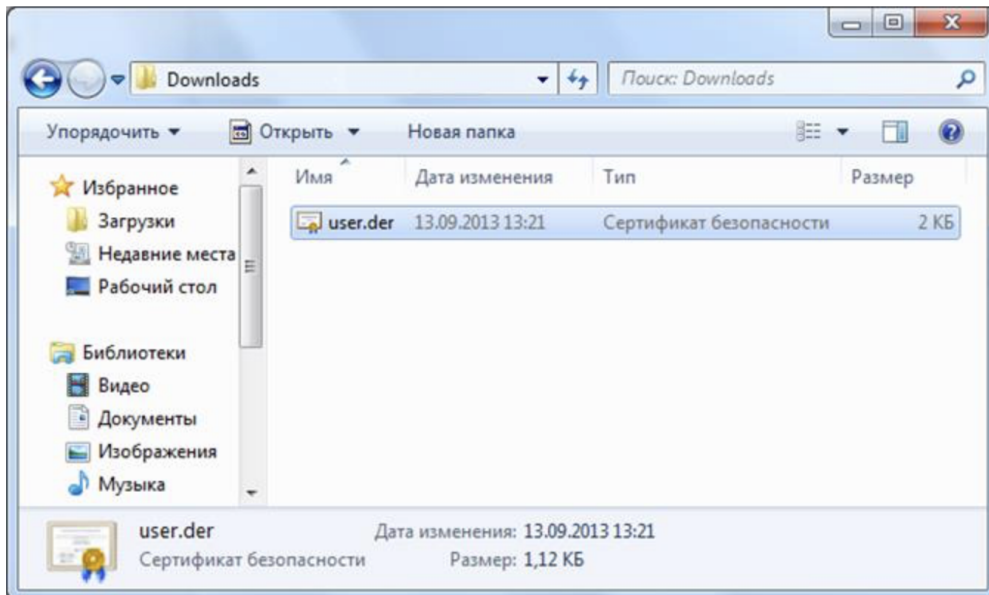 Downloads
Поиск: Downloads
Упорядочить Открыть Новая папка
Имя Дата изменения Тип Размер
Избранное
Загрузки
Недавние места
Рабочий стол
Библиотеки
Видео
Документы
Изображения
Музыка
user.der 13.09.2013 13:21 Сертификат безопасности 2 КБ
user.der Дата изменения: 13.09.2013 13:21
Сертификат безопасности Размер: 1,12 КБ